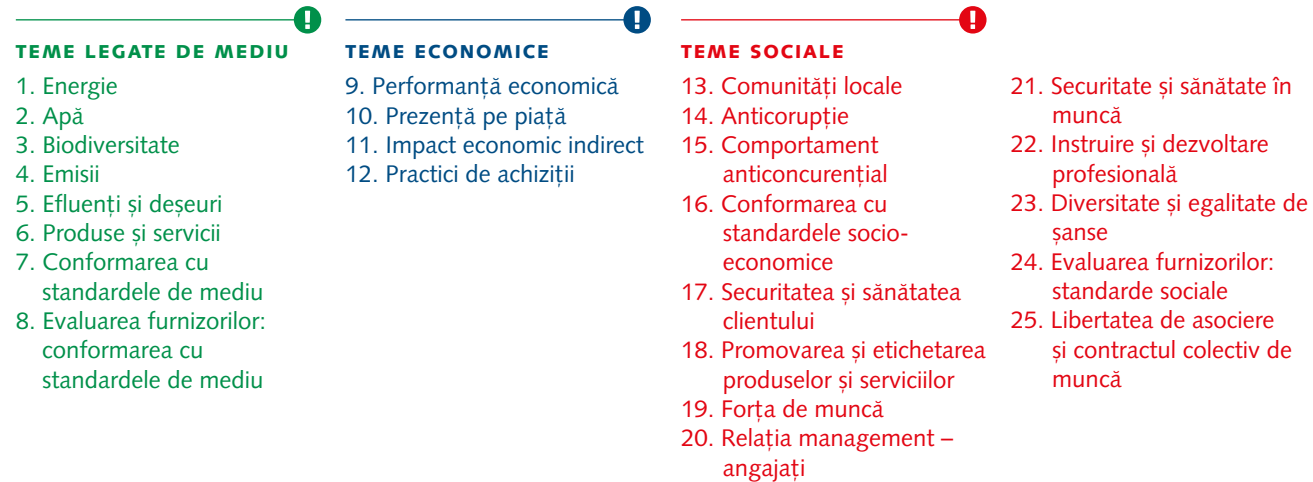 TEME LEGATE DE MEDIU
1. Energie
2. Apă
3. Biodiversitate
4. Emisii
5. Efluenți și deșeuri
6. Produse și servicii
7. Conformarea cu
standardele de mediu
8. Evaluarea furnizorilor:
conformarea cu
standardele de mediu
TEME ECONOMICE
9. Performanță economică
10. Prezență pe piață
11. Impact economic indirect
12. Practici de achiziții
TEME SOCIALE
13. Comunități locale
14. Anticorupție
15. Comportament
anticoncurențial
16. Conformarea cu
standardele socio-
economice
17. Securitatea și sănătatea
clientului
18. Promovarea și etichetarea
produselor și serviciilor
19. Forța de muncă
20. Relația management –
angajați
21. Securitate și sănătate în
muncă
22. Instruire și dezvoltare
profesională
23. Diversitate și egalitate de
șanse
24. Evaluarea furnizorilor:
standarde sociale
25. Libertatea de asociere
și contractul colectiv de
muncă